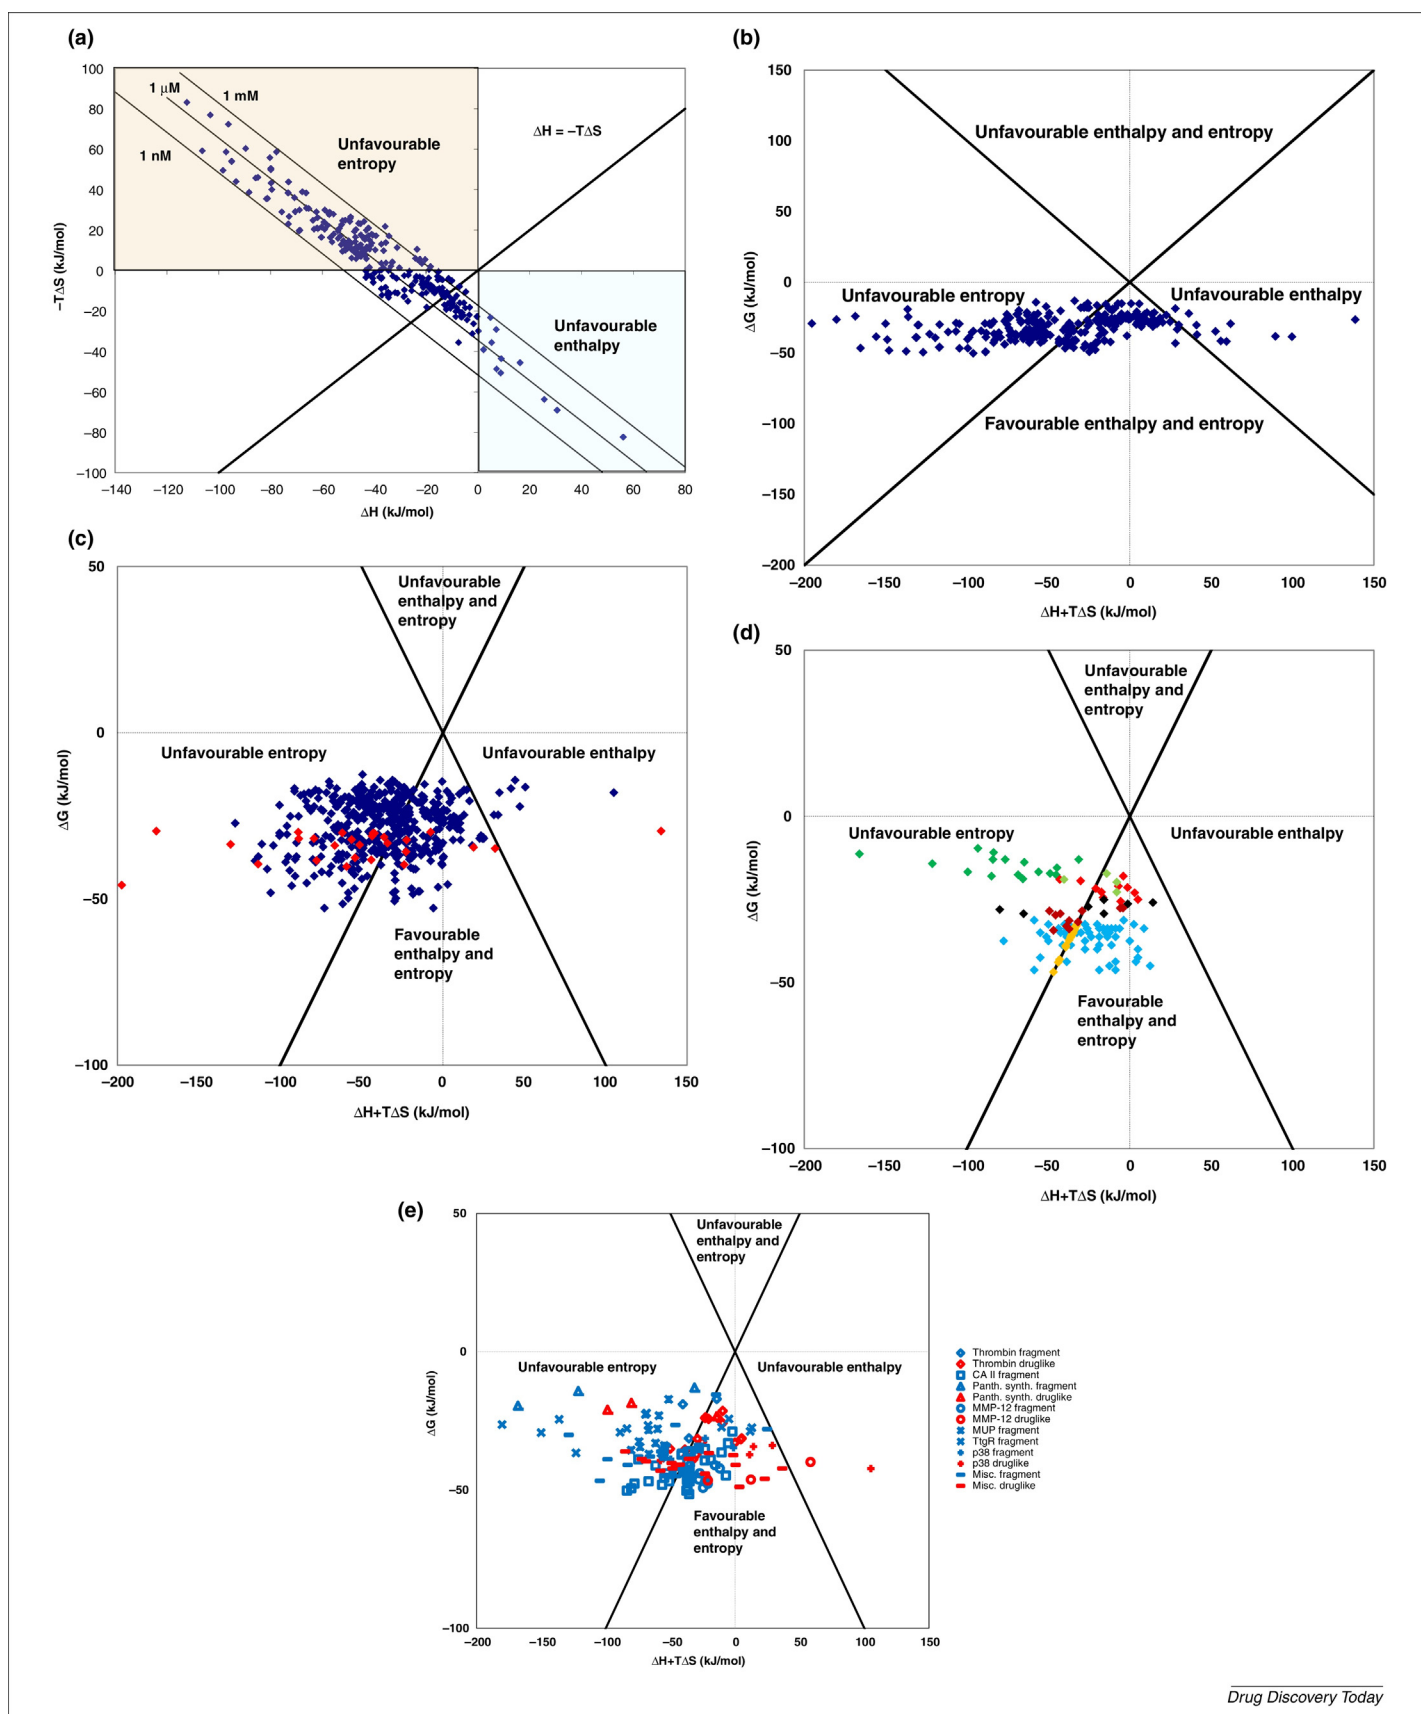 (a)
100
80
60
40
20
0
−20
−40
−60
−80
−100
−TΔS (kJ/mol)
1 μM
1 mM
1 nM
Unfavourable
entropy
ΔH = −TΔS
Unfavourable
enthalpy
−140 −120 −100 −80 −60 −40 −20 0 20 40 60 80
ΔH (kJ/mol)
(b)
150
100
50
0
−50
−100
−150
−200
ΔG (kJ/mol)
Unfavourable enthalpy and entropy
Unfavourable entropy
Unfavourable enthalpy
Favourable enthalpy and entropy
−200 −150 −100 −50 0 50 100 150
ΔH+TΔS (kJ/mol)
(c)
50
0
−50
−100
ΔG (kJ/mol)
Unfavourable
enthalpy and
entropy
Unfavourable entropy
Unfavourable enthalpy
Favourable
enthalpy and
entropy
−200 −150 −100 −50 0 50 100 150
ΔH+TΔS (kJ/mol)
(d)
50
0
−50
−100
ΔG (kJ/mol)
Unfavourable
enthalpy and
entropy
Unfavourable entropy
Unfavourable enthalpy
Favourable
enthalpy and
entropy
−200 −150 −100 −50 0 50 100 150
ΔH+TΔS (kJ/mol)
(e)
50
0
−50
−100
ΔG (kJ/mol)
Unfavourable
enthalpy and
entropy
Unfavourable entropy
Unfavourable enthalpy
Favourable
enthalpy and
entropy
−200 −150 −100 −50 0 50 100 150
ΔH+TΔS (kJ/mol)
Thrombin fragment
Thrombin druglike
CA II fragment
Panth. synth. fragment
Panth. synth. druglike
MMP-12 fragment
MMP-12 druglike
MUP fragment
TtgR fragment
p38 fragment
p38 druglike
Misc. fragment
Misc. druglike
Drug Discovery Today